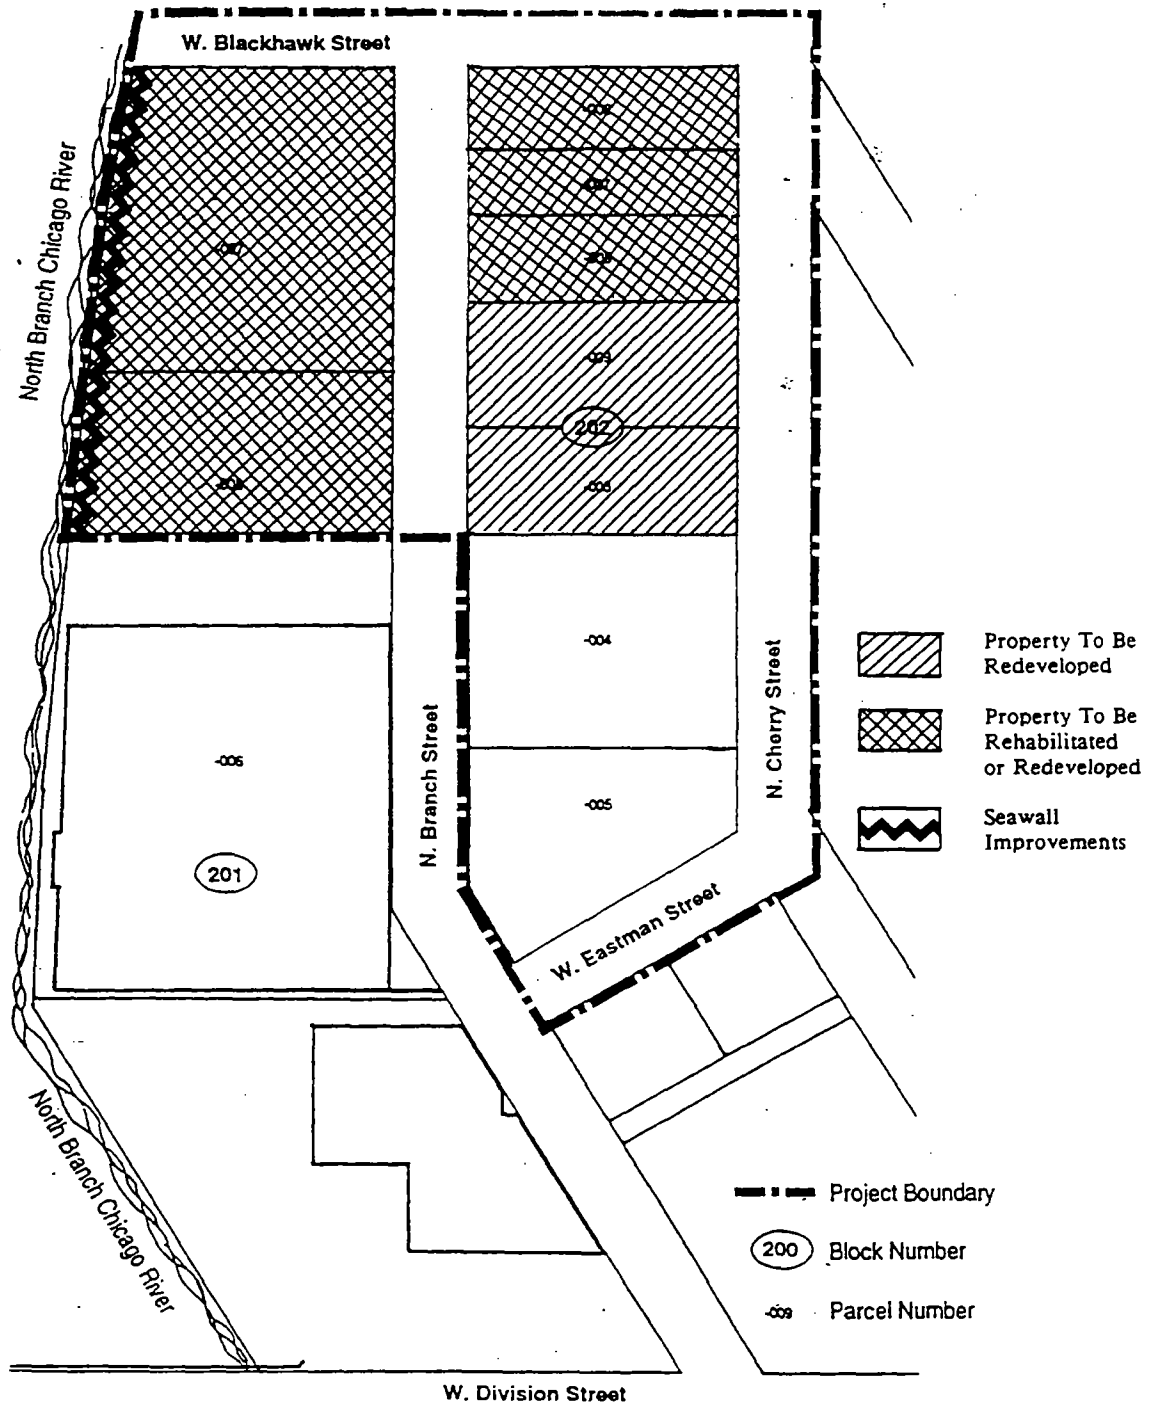 W. Blackhawk Street
North Branch Chicago River
202
-004
-005
-006
201
N. Branch Street
N. Cherry Street
W. Eastman Street
Property To Be
Redeveloped
Property To Be
Rehabilitated
or Redeveloped
Seawall
Improvements
North Branch Chicago River
Project Boundary
200
Block Number
-009
Parcel Number
W. Division Street